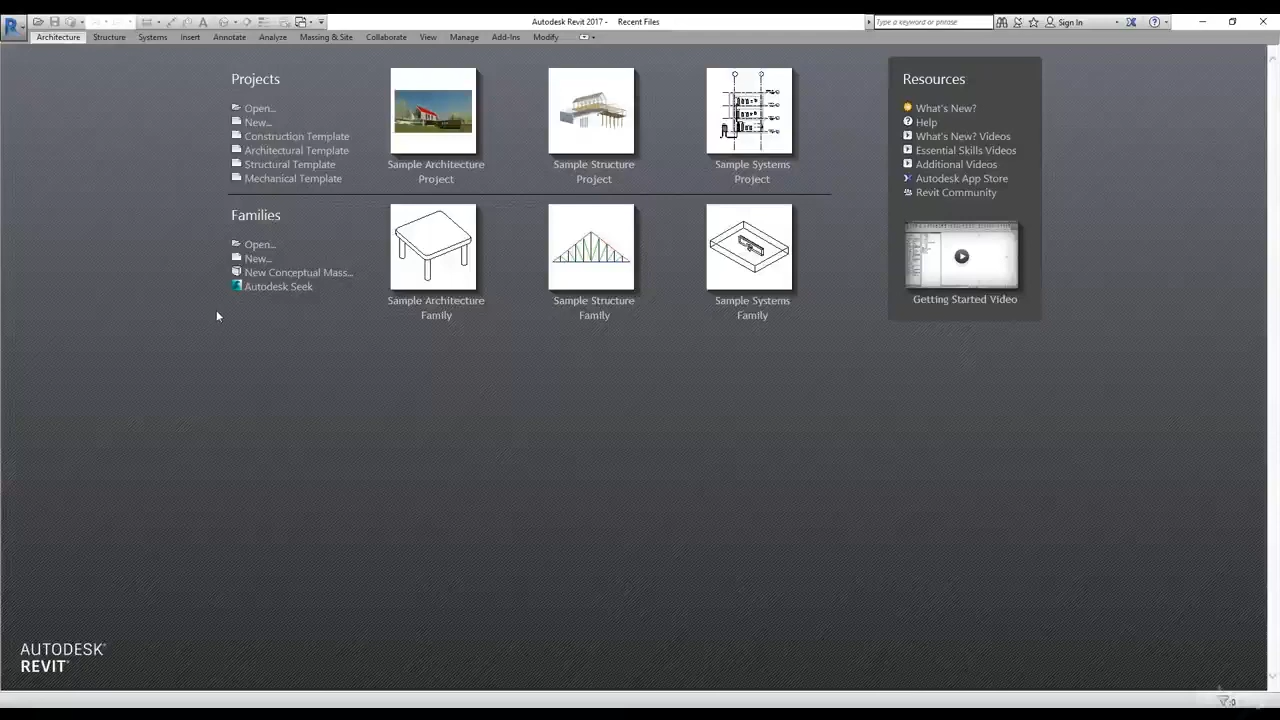 Autodesk Revit 2017 - Recent Files
Type a keyword or phrase
Sign In
Architecture Structure Systems Insert Annotate Analyze Massing & Site Collaborate View Manage Add-Ins Modify
Projects
Open...
New...
Construction Template
Architectural Template
Structural Template
Mechanical Template
Sample Architecture
Project
Sample Structure
Project
Sample Systems
Project
Families
Open...
New...
New Conceptual Mass...
Autodesk Seek
Sample Architecture
Family
Sample Structure
Family
Sample Systems
Family
Resources
What's New?
Help
What's New? Videos
Essential Skills Videos
Additional Videos
Autodesk App Store
Revit Community
Getting Started Video
AUTODESK®
REVIT®
:0